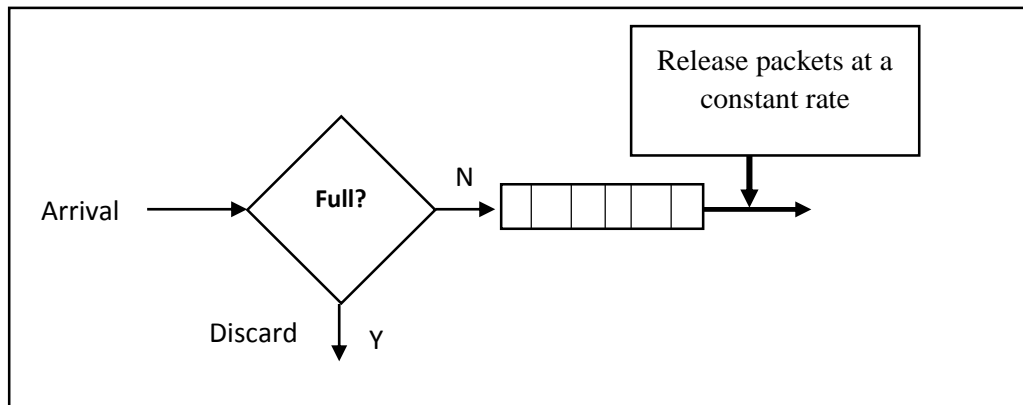 Release packets at a
constant rate
N
Full?
Arrival
Discard
Y